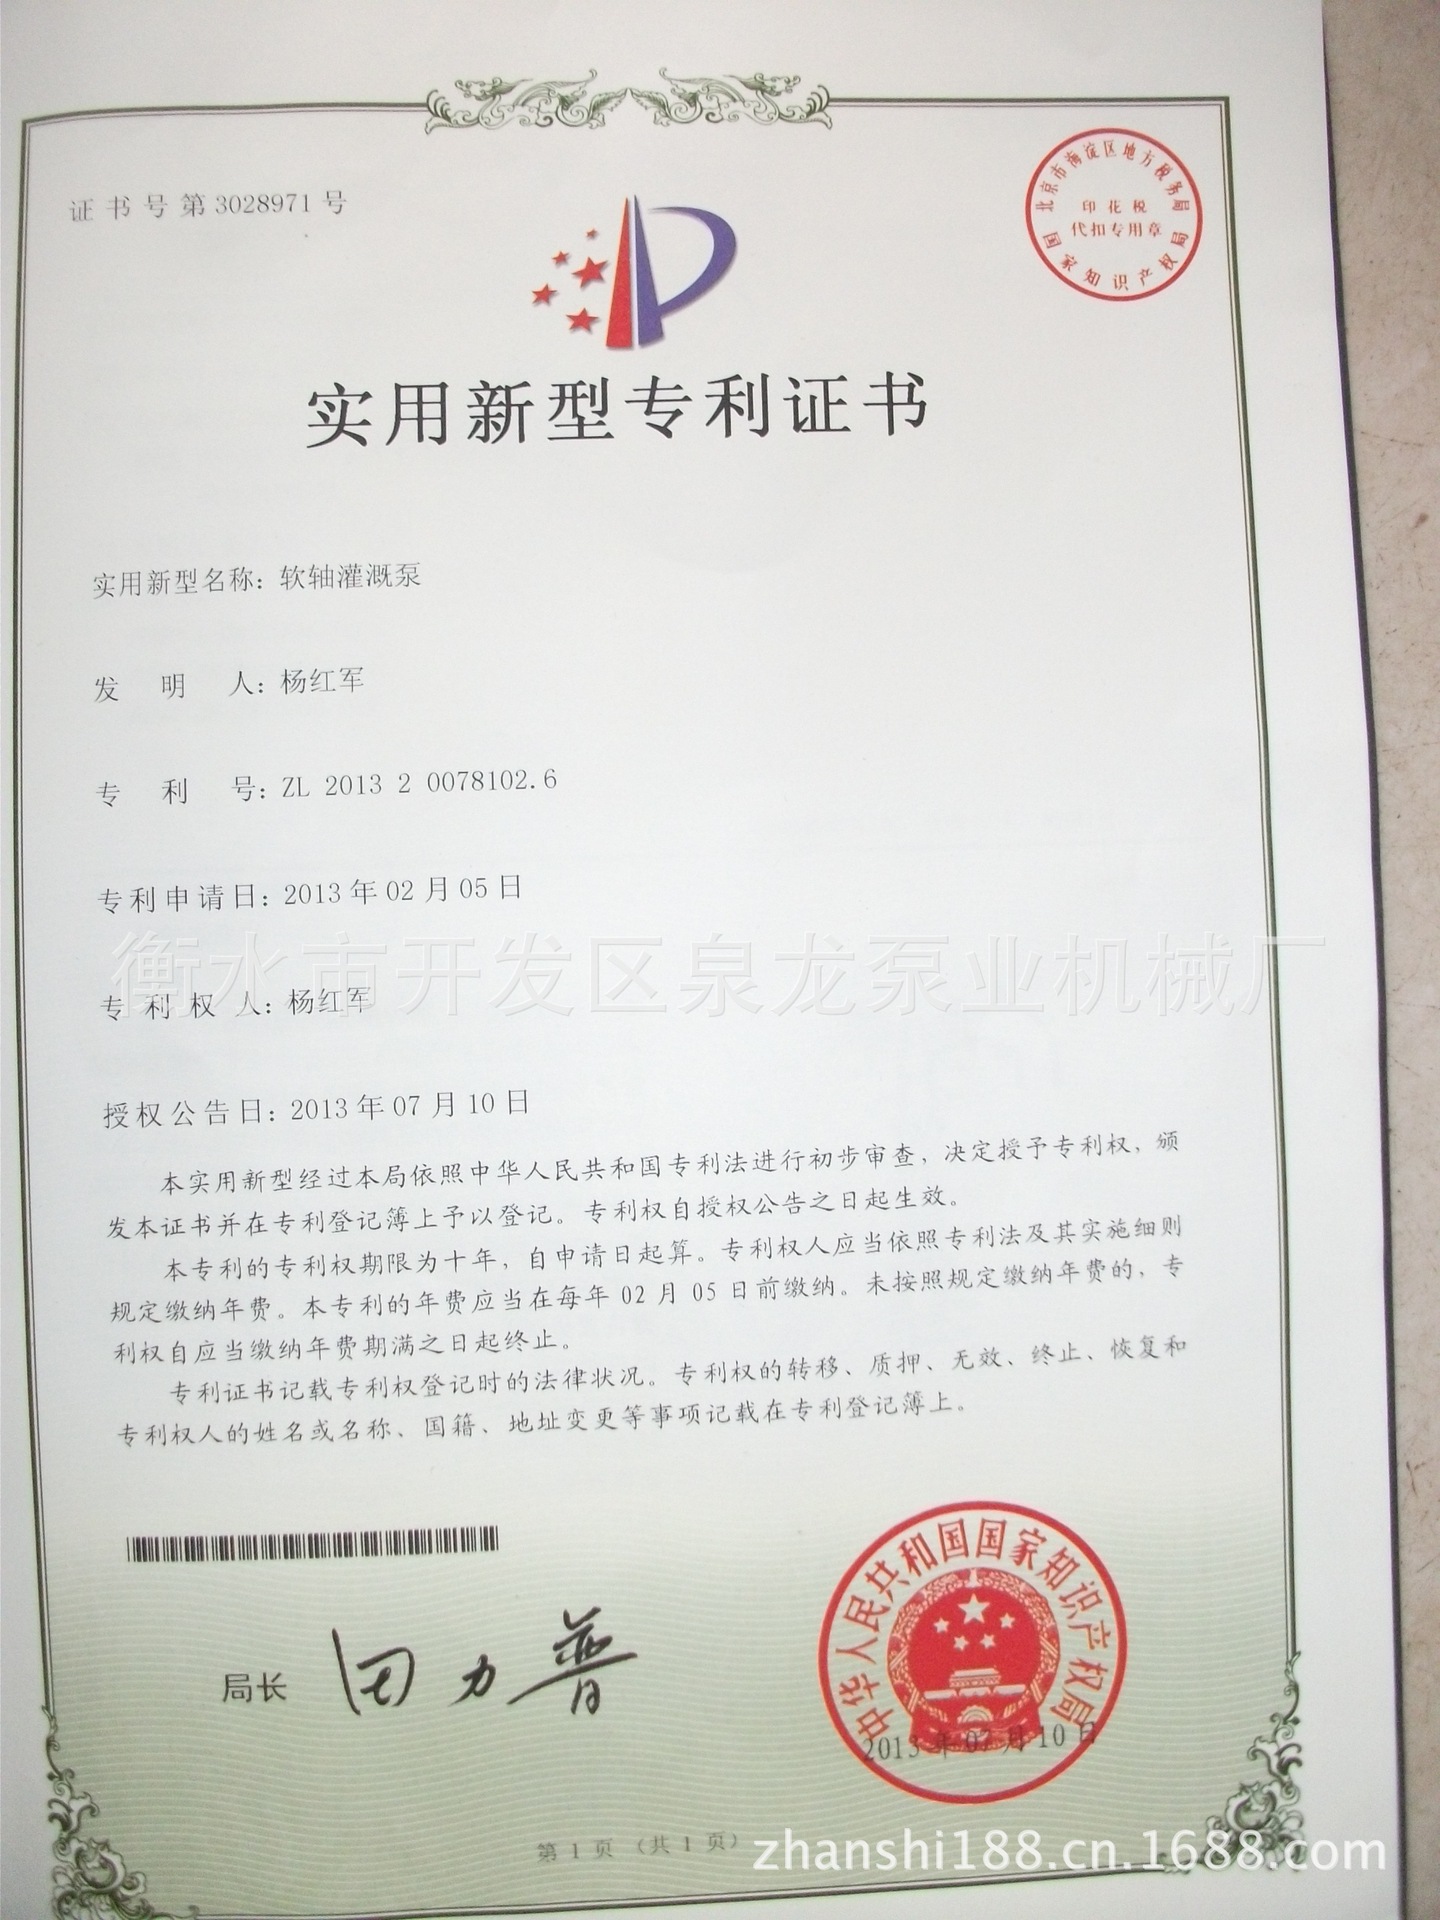 证书号第3028971号
北京市海淀区地方税务局
印花税
代扣专用章
国家知识产权局
实用新型专利证书
实用新型名称：软轴灌溉泵
发明人：杨红军
专利号：ZL 2013 2 0078102.6
专利申请日：2013年02月05日
衡水市开发区泉龙泵业机械厂
专利权人：杨红军
授权公告日：2013年07月10日
本实用新型经过本局依照中华人民共和国专利法进行初步审查，决定授予专利权，颁
发本证书并在专利登记簿上予以登记。专利权自授权公告之日起生效。
本专利的专利权期限为十年，自申请日起算。专利权人应当依照专利法及其实施细则
规定缴纳年费。本专利的年费应当在每年02月05日前缴纳。未按照规定缴纳年费的，专
利权自应当缴纳年费期满之日起终止。
专利证书记载专利权登记时的法律状况。专利权的转移、质押、无效、终止、恢复和
专利权人的姓名或名称、国籍、地址变更等事项记载在专利登记簿上。
局长 田力普
中华人民共和国国家知识产权局
2013年07月10日
第1页（共1页）
zhanshi188.cn.1688.com